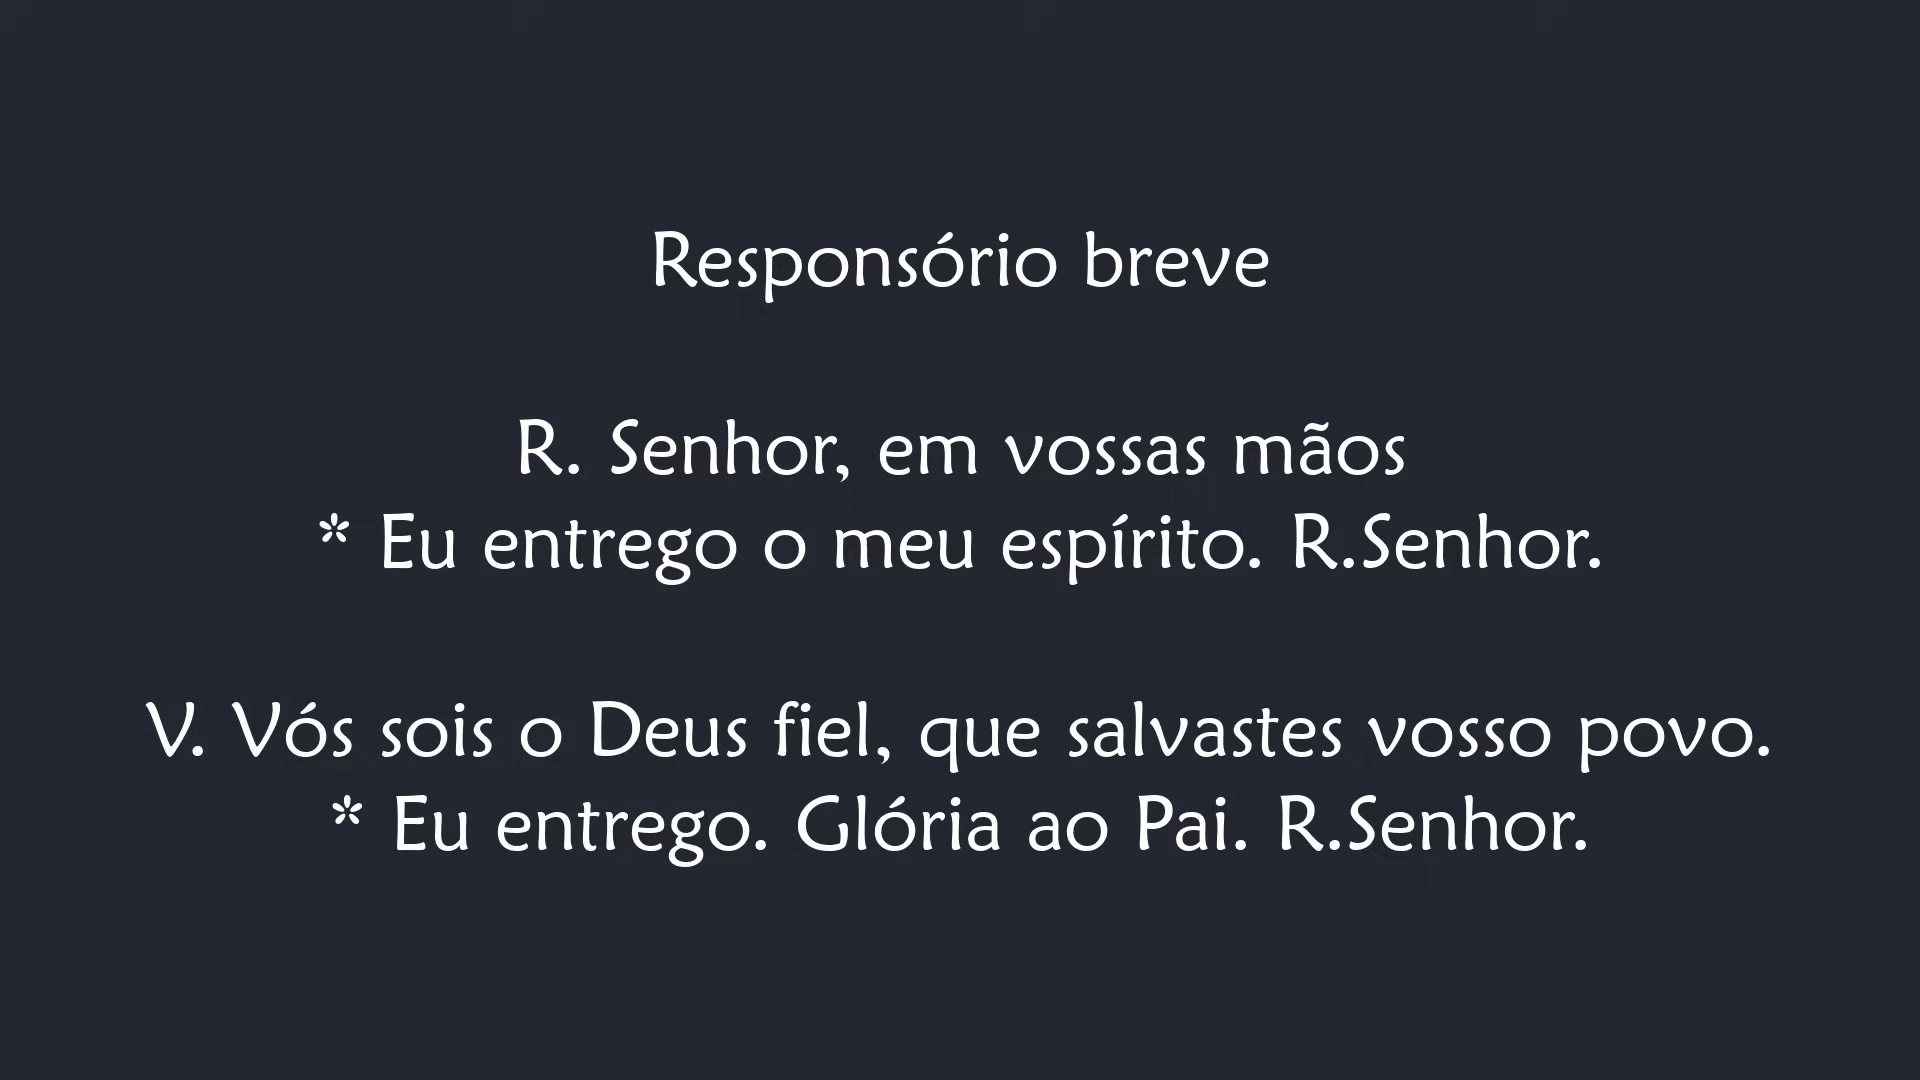 Responsório breve
R. Senhor, em vossas mãos
* Eu entrego o meu espírito. R.Senhor.
V. Vós sois o Deus fiel, que salvastes vosso povo.
* Eu entrego. Glória ao Pai. R.Senhor.